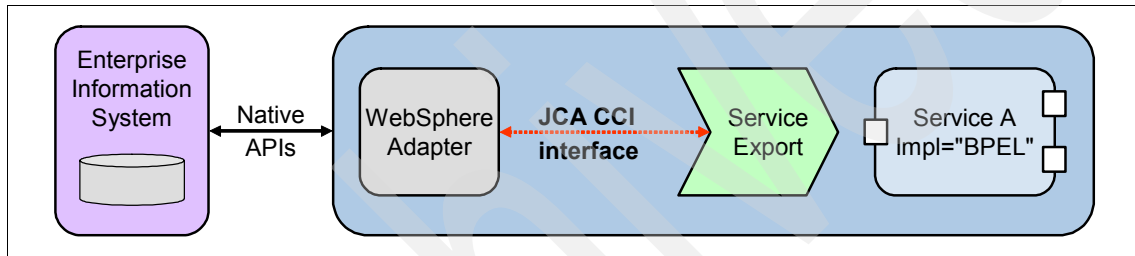 Enterprise
Information
System
Native
APIs
WebSphere
Adapter
JCA CCI
interface
Service
Export
Service A
Impl="BPEL"